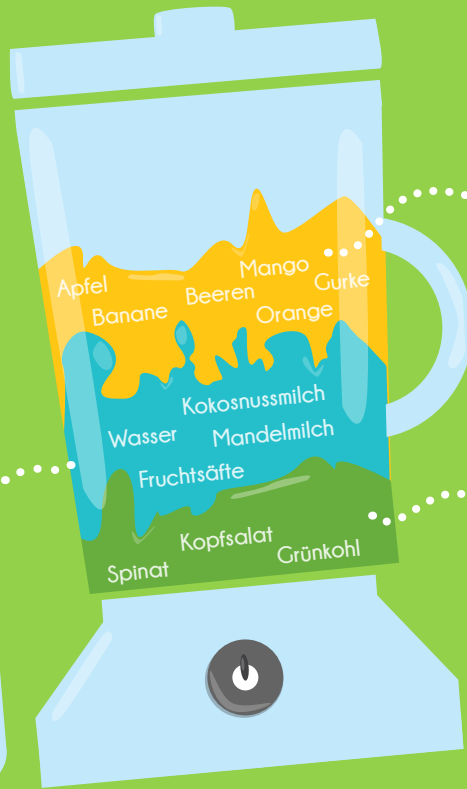 Mango
Apfel
Gurke
Beeren
Banane
Orange
Kokosnussmilch
Wasser
Mandelmilch
Fruchtsäfte
Kopfsalat
Grünkohl
Spinat